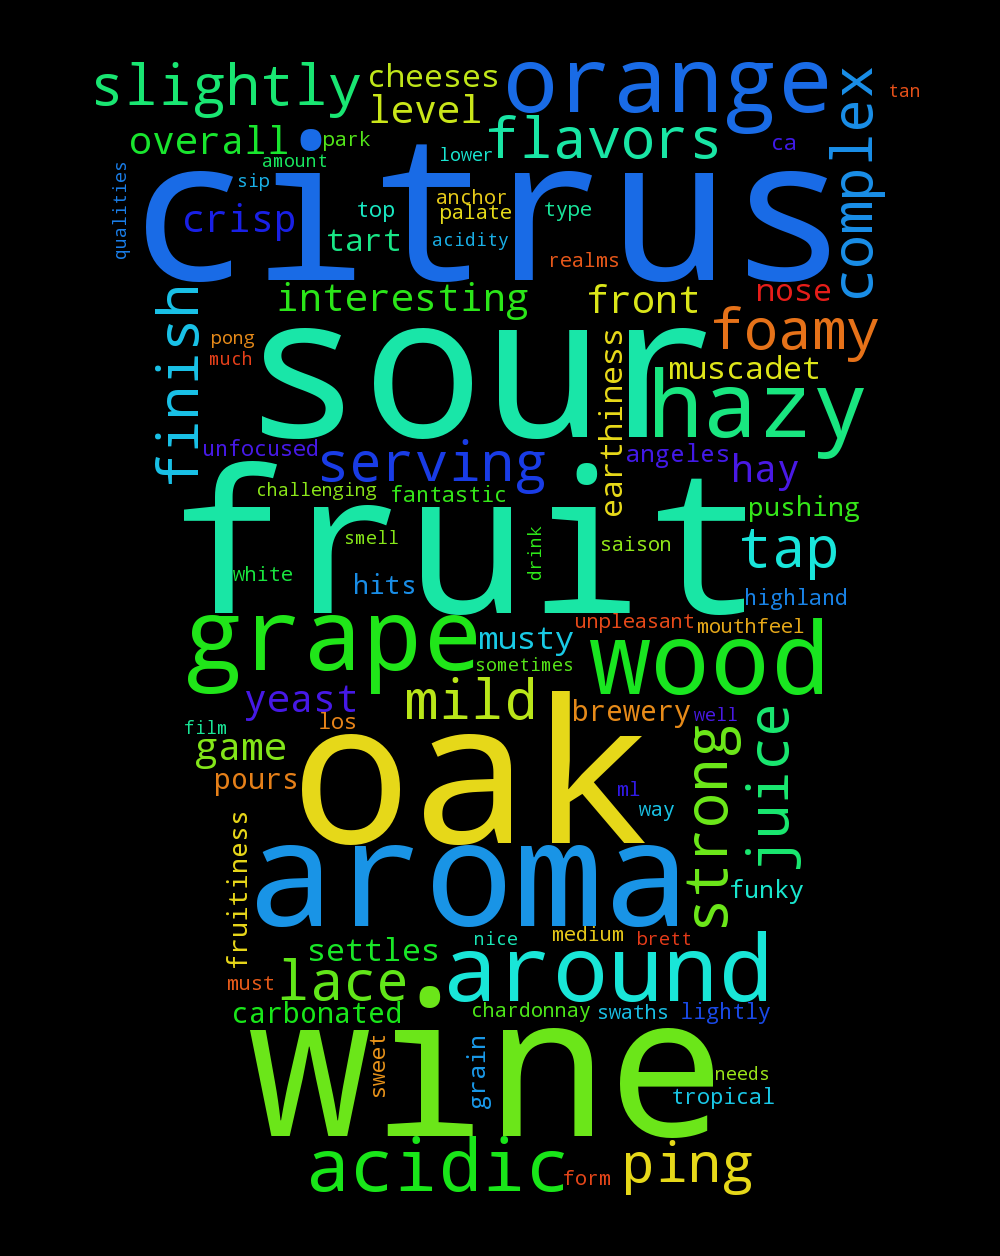 slightly
cheeses
orange
complex
tan
level
flavors
overall
park
ca
amount
lower
citrus
qualities
sip
crisp
top
anchor
palate
type
tart
acidity
realms
finish
interesting
front
nose
sour
foamy
pong
much
earthiness
muscadet
hazy
unfocused
serving
angeles
hay
fruit
challenging
fantastic
pushing
smell
drink
saison
tap
white
hits
highland
grape
musty
unpleasant
mouthfeel
wood
sometimes
yeast
mild
brewery
well
juice
film
los
oak
strong
game
pours
ml
way
fruitiness
aroma
funky
settles
nice
medium
brett
around
must
lace
carbonated
chardonnay
swaths
lightly
wine
sweet
grain
needs
tropical
acidic
form
ping